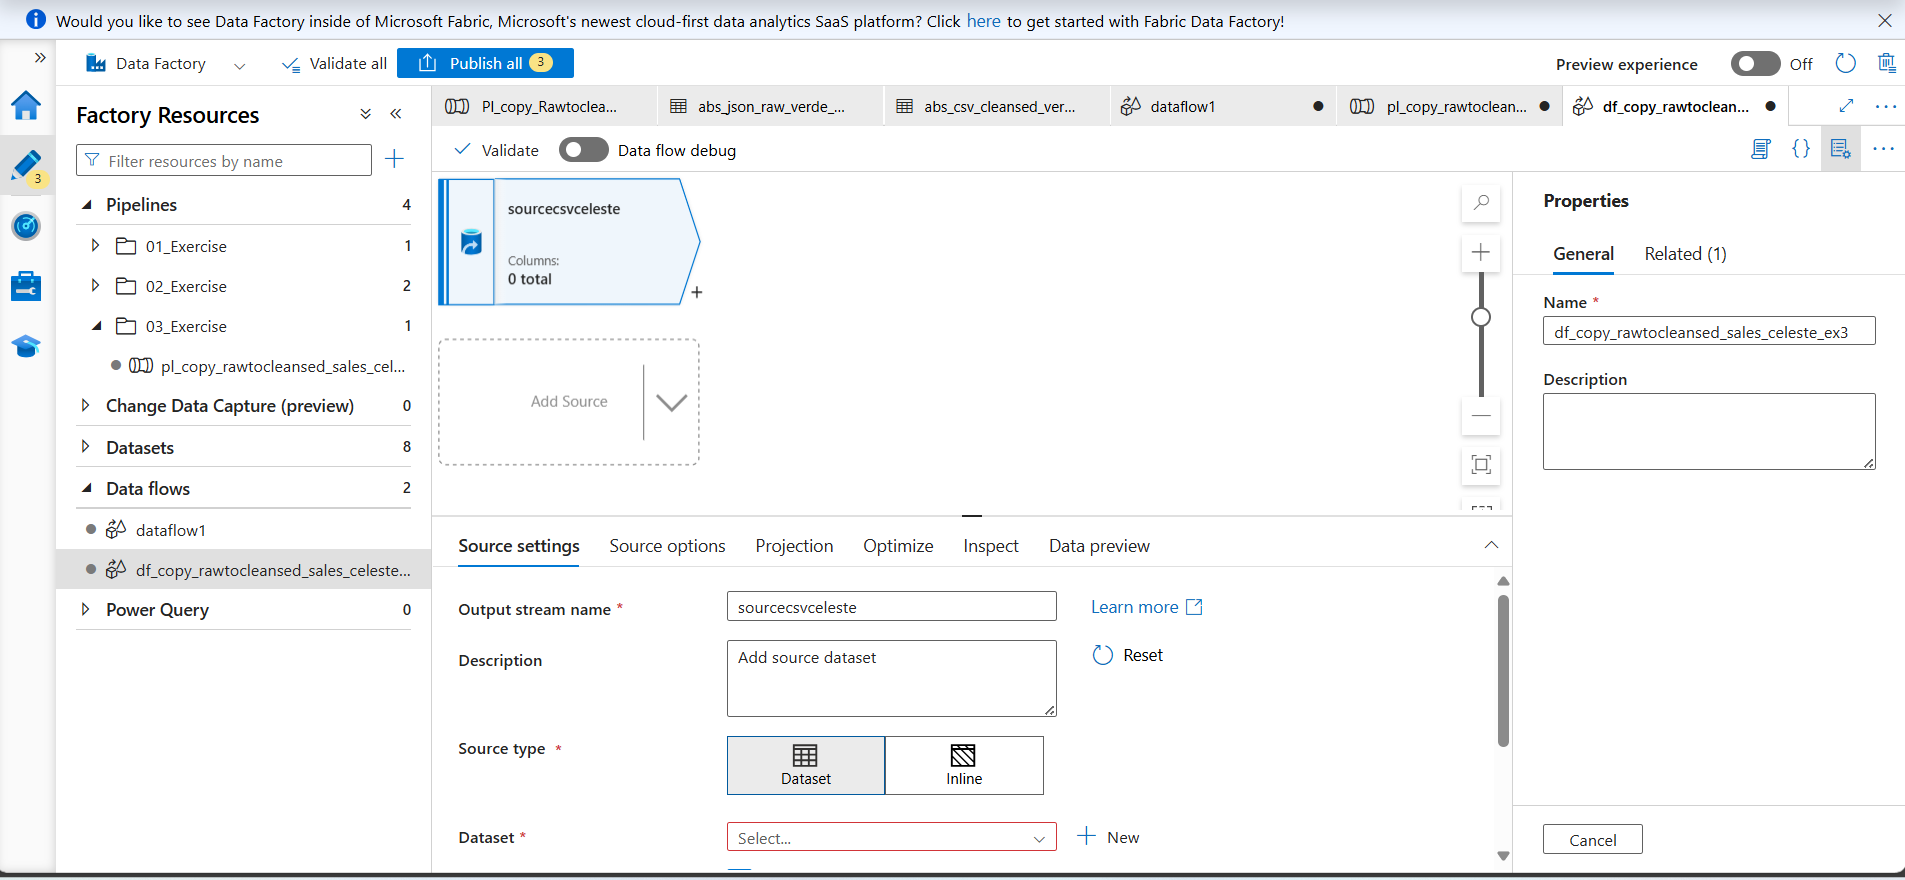 Would you like to see Data Factory inside of Microsoft Fabric, Microsoft's newest cloud-first data analytics SaaS platform? Click here to get started with Fabric Data Factory!
Data Factory
Validate all
Publish all 3
Preview experience
Off
3
Factory Resources
Filter resources by name
Pipelines 4
01_Exercise 1
02_Exercise 2
03_Exercise 1
pl_copy_rawtocleansed_sales_cel...
Change Data Capture (preview) 0
Datasets 8
Data flows 2
dataflow1
df_copy_rawtocleansed_sales_celeste...
Power Query 0
Pl_copy_Rawtoclea...
abs_json_raw_verde_...
abs_csv_cleansed_ver...
dataflow1
pl_copy_rawtoclean...
df_copy_rawtoclean...
Validate
Data flow debug
sourcecsvceleste
Columns:
0 total
Add Source
Source settings
Source options
Projection
Optimize
Inspect
Data preview
Output stream name *
sourcecsvceleste
Learn more
Description
Add source dataset
Reset
Source type *
Dataset
Inline
Dataset *
Select...
New
Properties
General
Related (1)
Name *
df_copy_rawtocleansed_sales_celeste_ex3
Description
Cancel